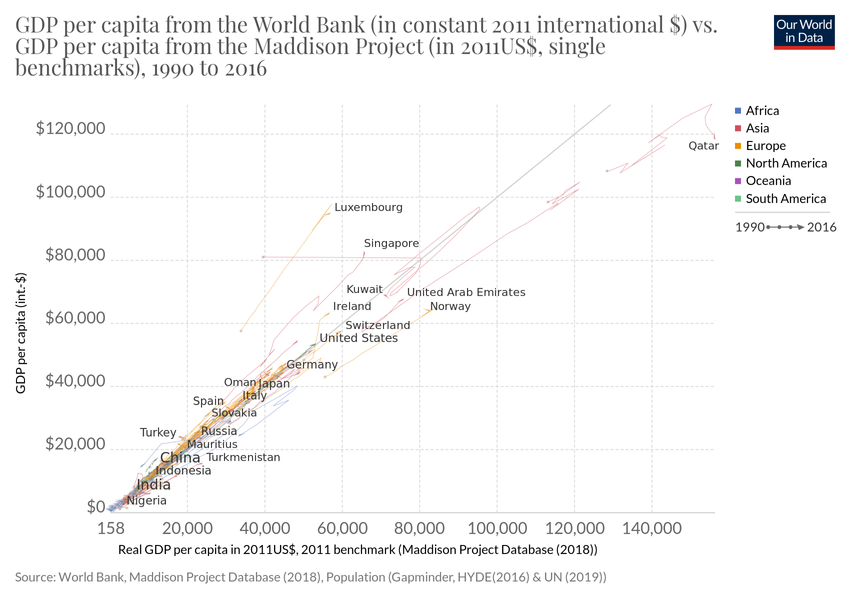 GDP per capita from the World Bank (in constant 2011 international $) vs.
GDP per capita from the Maddison Project (in 2011US$, single
benchmarks), 1990 to 2016
Our World
in Data
$120,000
$100,000
$80,000
$60,000
$40,000
$20,000
$0
GDP per capita (int.-$)
Qatar
Luxembourg
Singapore
Kuwait
United Arab Emirates
Ireland
Norway
Switzerland
United States
Germany
Oman
Japan
Italy
Spain
Slovakia
Turkey
Russia
Mauritius
China
Turkmenistan
Indonesia
India
Nigeria
158
20,000
40,000
60,000
80,000
100,000
120,000
140,000
Real GDP per capita in 2011US$, 2011 benchmark (Maddison Project Database (2018))
Africa
Asia
Europe
North America
Oceania
South America
1990
2016
Source: World Bank, Maddison Project Database (2018), Population (Gapminder, HYDE(2016) & UN (2019))